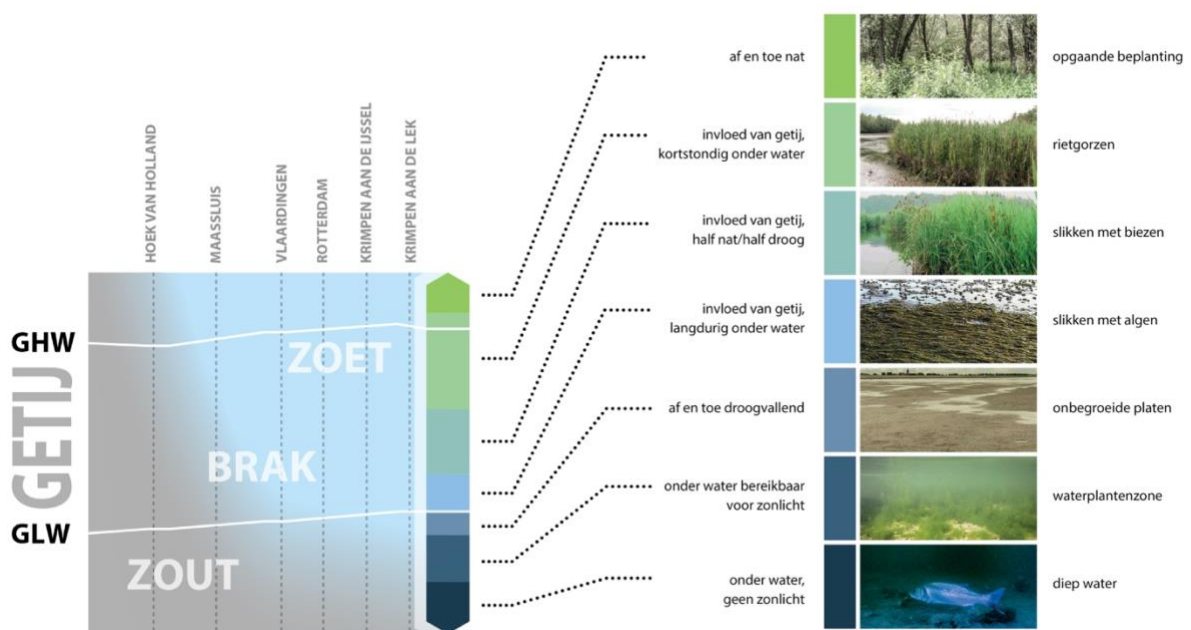 HOEK VAN HOLLAND
MAASSLUIS
VLAARDINGEN
ROTTERDAM
KRIMPEN AAN DE IJSSEL
KRIMPEN AAN DE LEK
GETIJ
GHW
GLW
ZOET
BRAK
ZOUT
af en toe nat
opgaande beplanting
invloed van getij,
kortstondig onder water
rietgorzen
invloed van getij,
half nat/half droog
slikken met biezen
invloed van getij,
langdurig onder water
slikken met algen
af en toe droogvallend
onbegroeide platen
onder water bereikbaar
voor zonlicht
waterplantenzone
onder water,
geen zonlicht
diep water